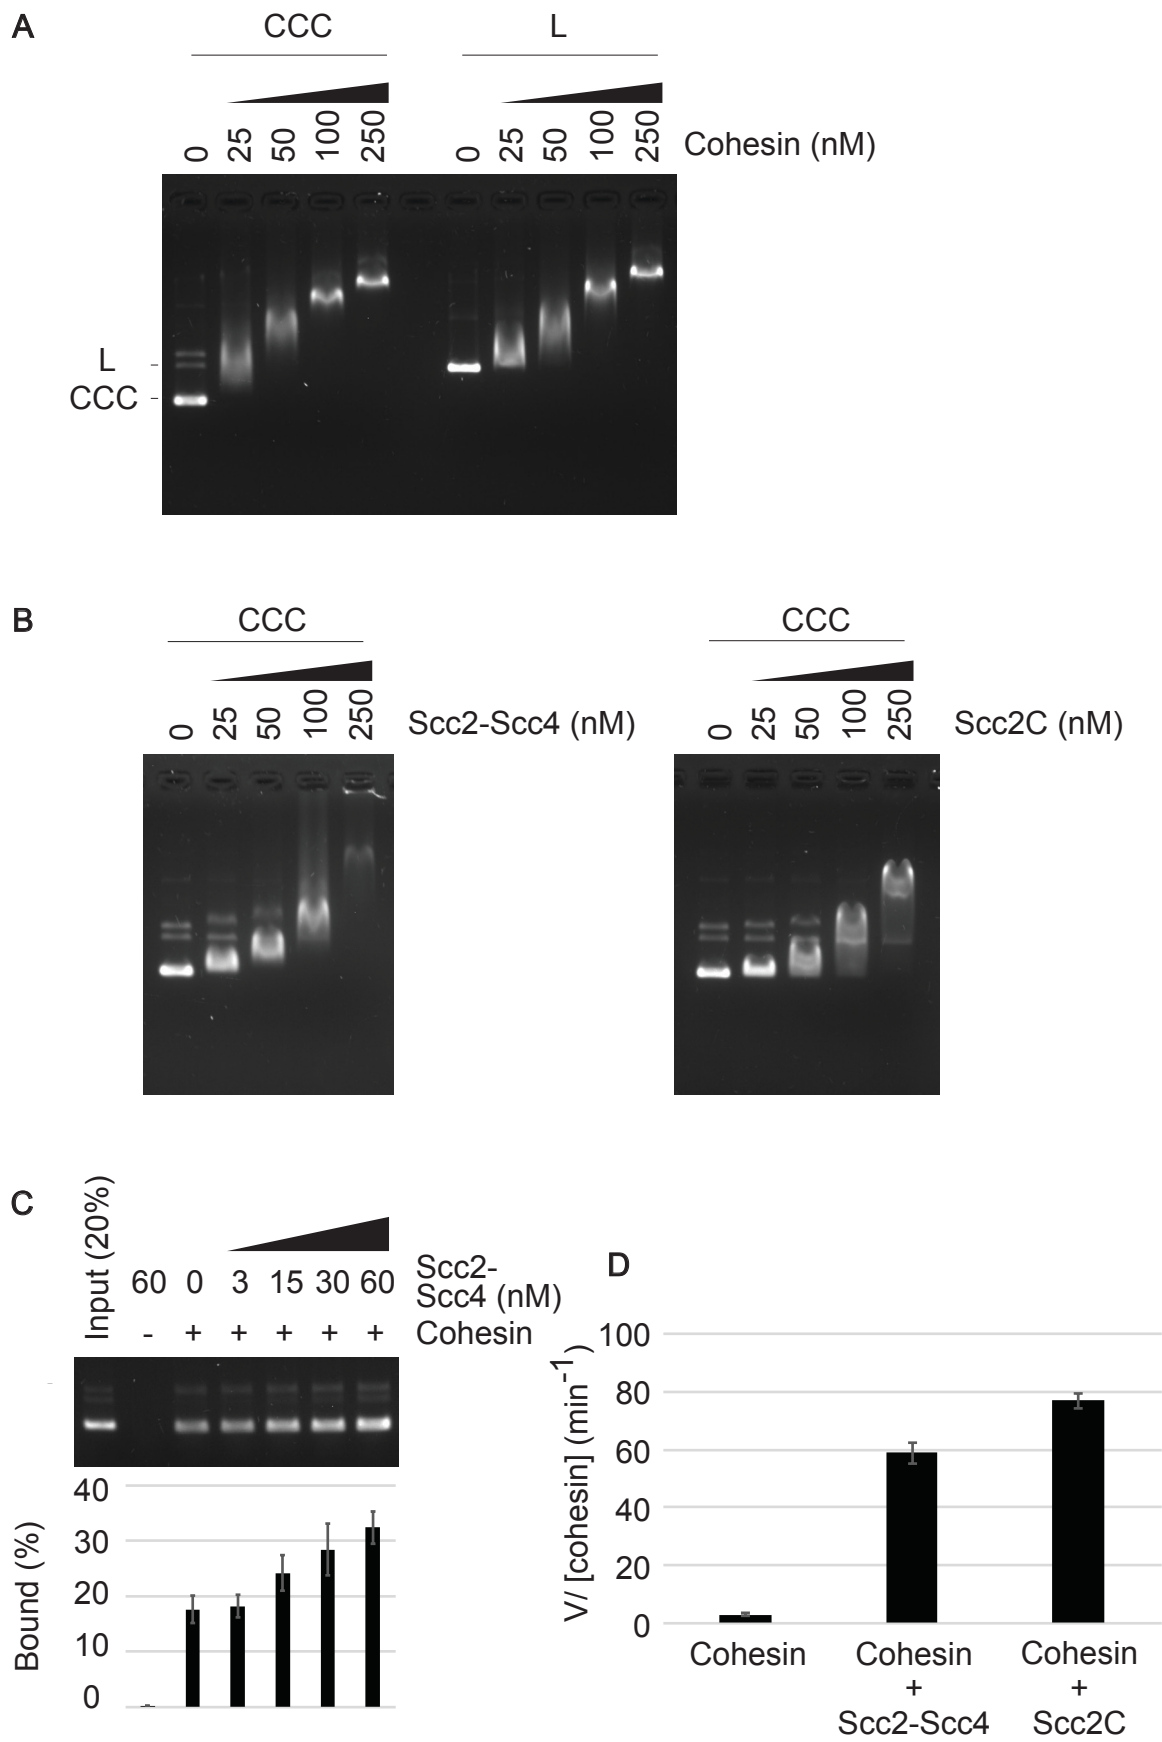 A
CCC L
0 25 50 100 250 0 25 50 100 250 Cohesin (nM)
L
CCC
B
CCC CCC
0 25 50 100 250 Scc2-Scc4 (nM) 0 25 50 100 250 Scc2C (nM)
C
Input (20%)
60 0 3 15 30 60 Scc2-
Scc4 (nM)
- + + + + + Cohesin
40
30
20
10
0
Bound (%)
D
100
80
60
40
20
0
V/ [cohesin] (min-1)
Cohesin Cohesin Cohesin
+ +
Scc2-Scc4 Scc2C